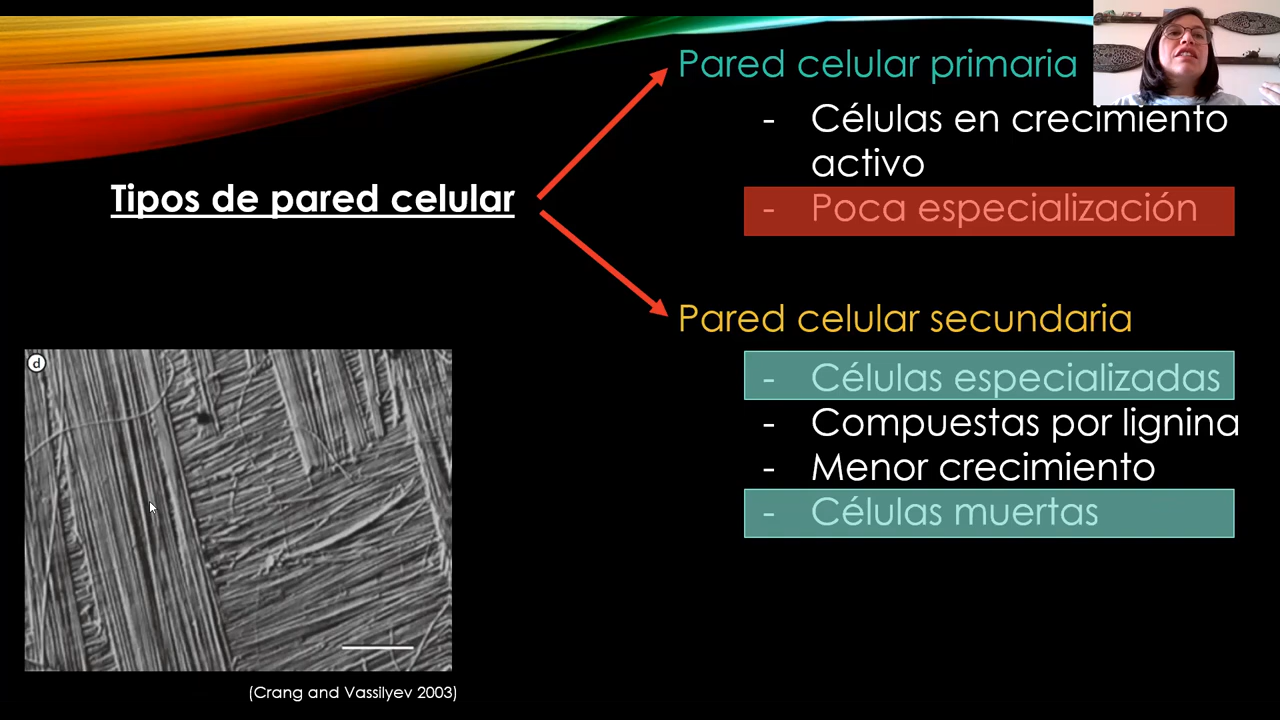 Pared celular primaria
- Células en crecimiento
activo
- Poca especialización
Tipos de pared celular
Pared celular secundaria
- Células especializadas
- Compuestas por lignina
- Menor crecimiento
- Células muertas
d
(Crang and Vassilyev 2003)